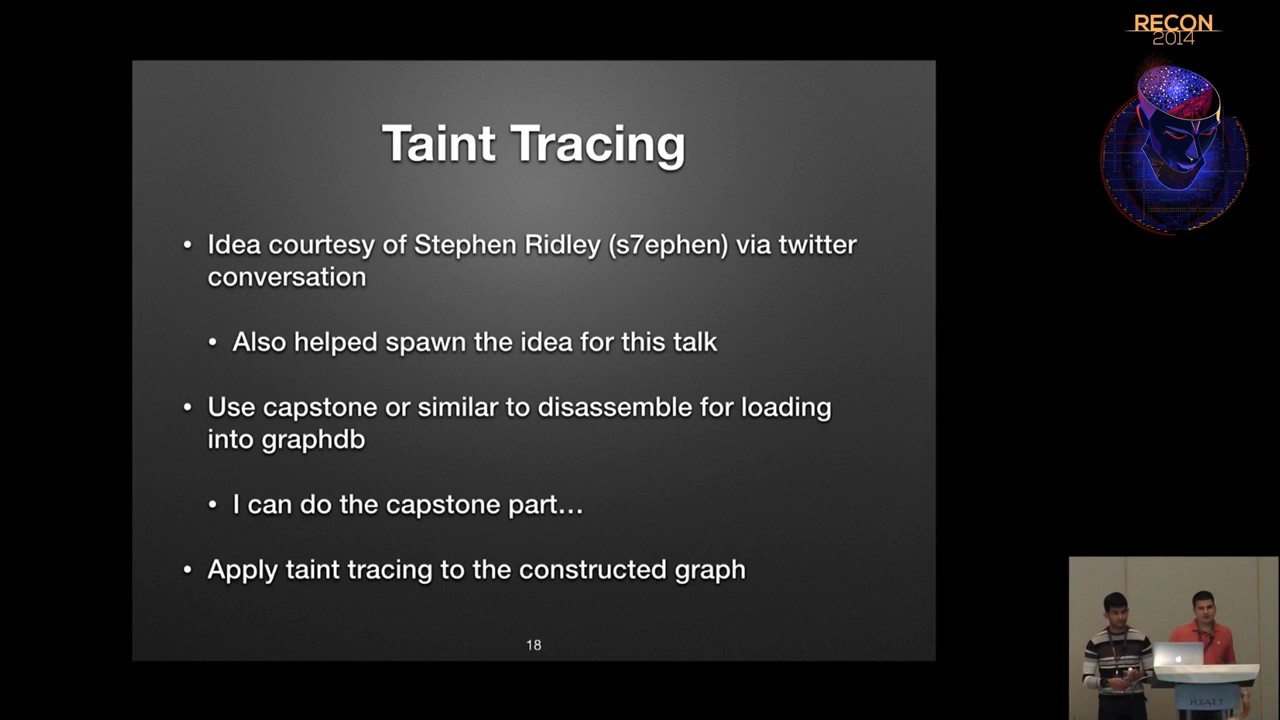 RECON
2014
Taint Tracing
• Idea courtesy of Stephen Ridley (s7ephen) via twitter
conversation
• Also helped spawn the idea for this talk
• Use capstone or similar to disassemble for loading
into graphdb
• I can do the capstone part…
• Apply taint tracing to the constructed graph
18
HYATT